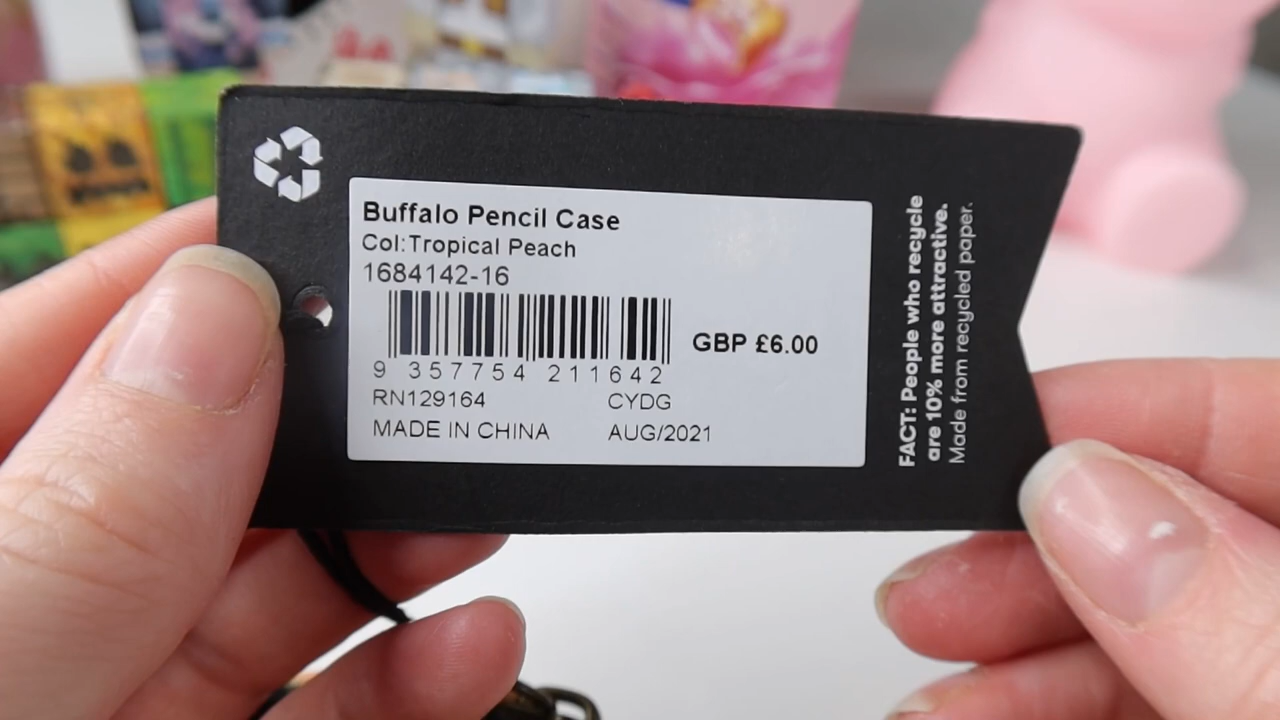 Buffalo Pencil Case
Col:Tropical Peach
1684142-16
GBP £6.00
9 357754 211642
RN129164 CYDG
MADE IN CHINA AUG/2021
FACT: People who recycle
are 10% more attractive.
Made from recycled paper.